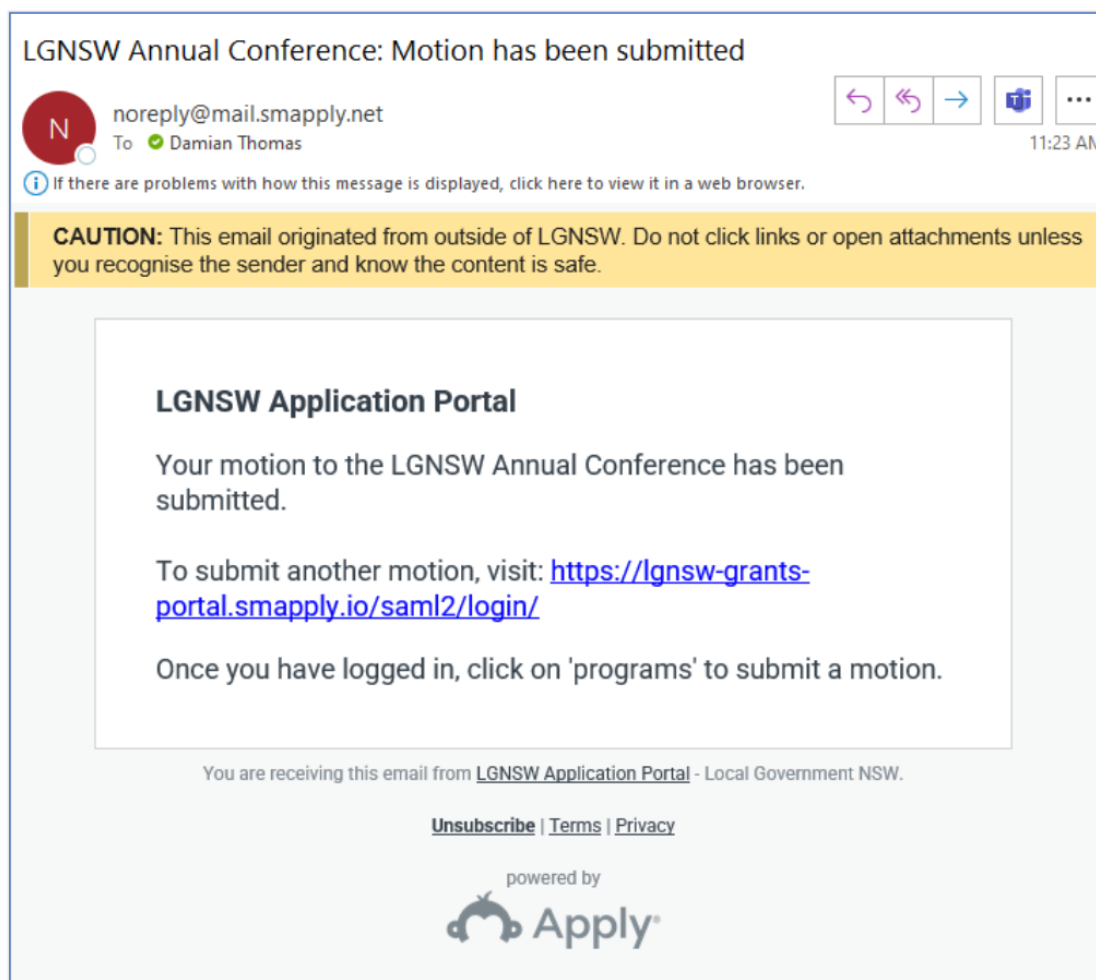 LGNSW Annual Conference: Motion has been submitted
N
noreply@mail.smapply.net
To Damian Thomas
11:23 AM
If there are problems with how this message is displayed, click here to view it in a web browser.
CAUTION: This email originated from outside of LGNSW. Do not click links or open attachments unless
you recognise the sender and know the content is safe.
LGNSW Application Portal
Your motion to the LGNSW Annual Conference has been
submitted.
To submit another motion, visit: https://lgnsw-grants-
portal.smapply.io/saml2/login/
Once you have logged in, click on 'programs' to submit a motion.
You are receiving this email from LGNSW Application Portal - Local Government NSW.
Unsubscribe | Terms | Privacy
powered by
Apply